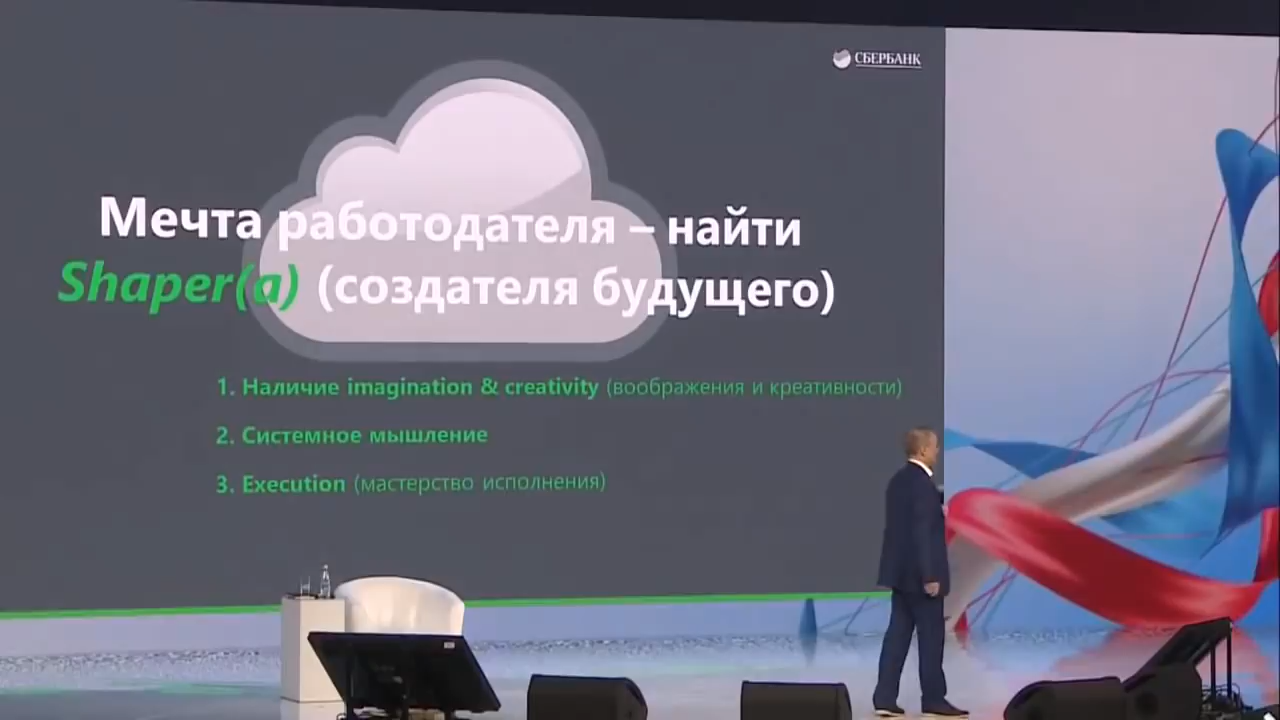 СБЕРБАНК
Мечта работодателя – найти
Shaper(а) (создателя будущего)
1. Наличие imagination & creativity (воображения и креативности)
2. Системное мышление
3. Execution (мастерство исполнения)